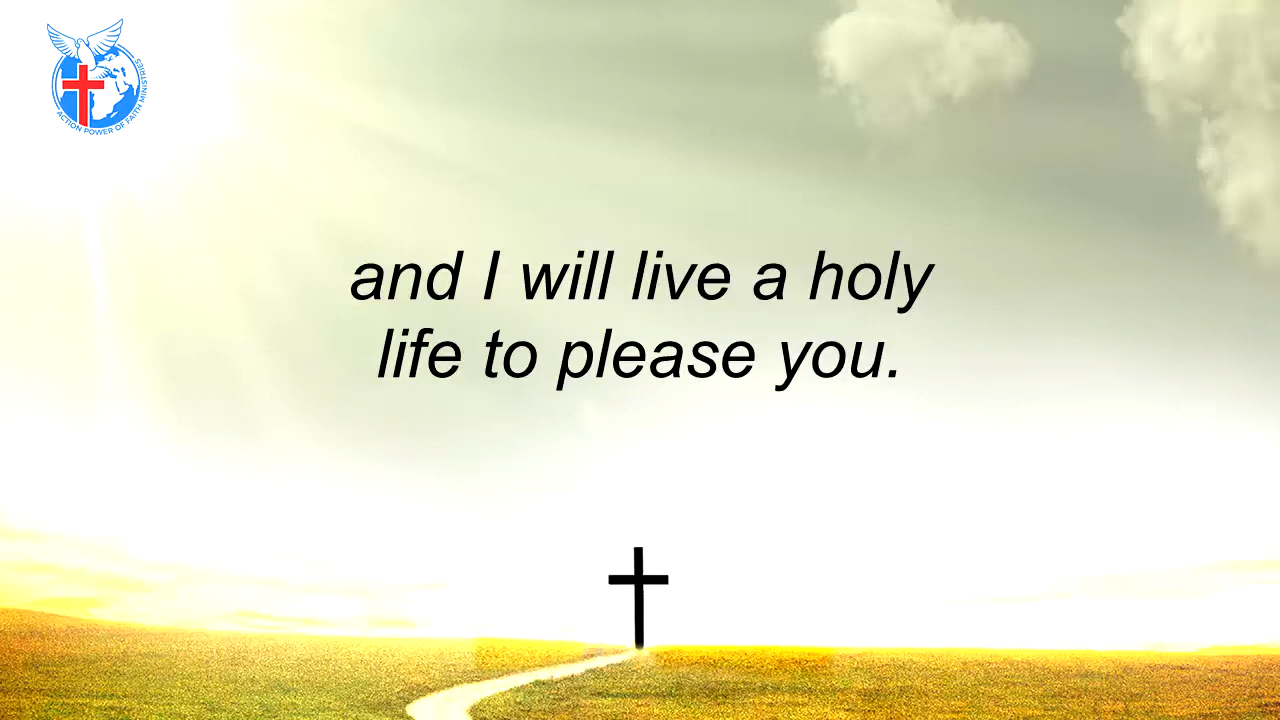 ACTION POWER OF FAITH MINISTRIES
and I will live a holy
life to please you.